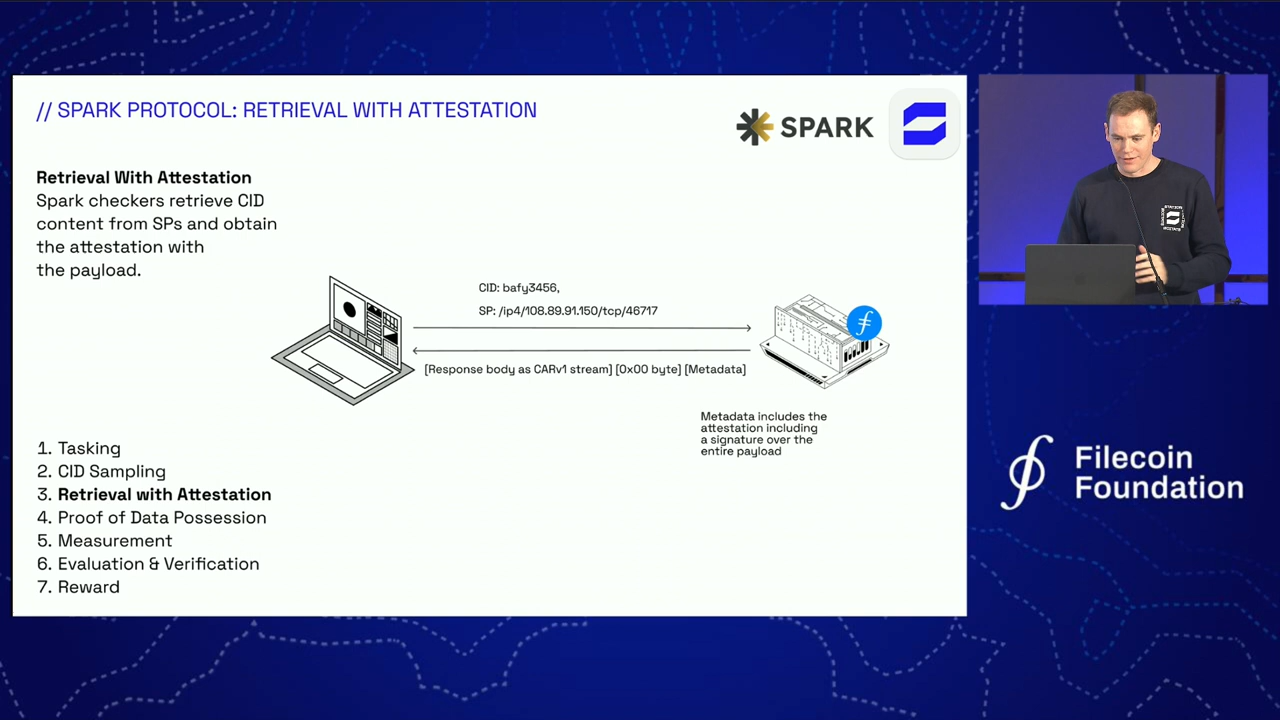 // SPARK PROTOCOL: RETRIEVAL WITH ATTESTATION
SPARK
Retrieval With Attestation
Spark checkers retrieve CID
content from SPs and obtain
the attestation with
the payload.
CID: bafy3456,
SP: /ip4/108.89.91.150/tcp/46717
[Response body as CARv1 stream] [0x00 byte] [Metadata]
Metadata includes the
attestation including
a signature over the
entire payload
1. Tasking
2. CID Sampling
3. Retrieval with Attestation
4. Proof of Data Possession
5. Measurement
6. Evaluation & Verification
7. Reward
STATION
Filecoin
Foundation